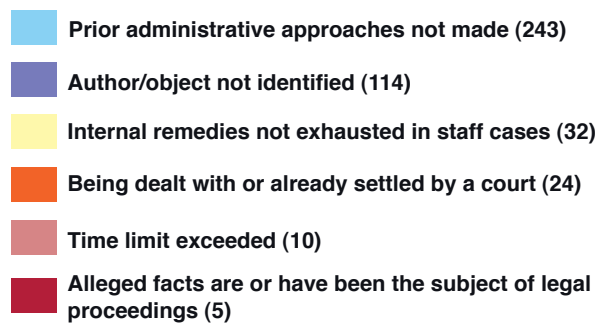 Prior administrative approaches not made (243)
Author/object not identified (114)
Internal remedies not exhausted in staff cases (32)
Being dealt with or already settled by a court (24)
Time limit exceeded (10)
Alleged facts are or have been the subject of legal
proceedings (5)